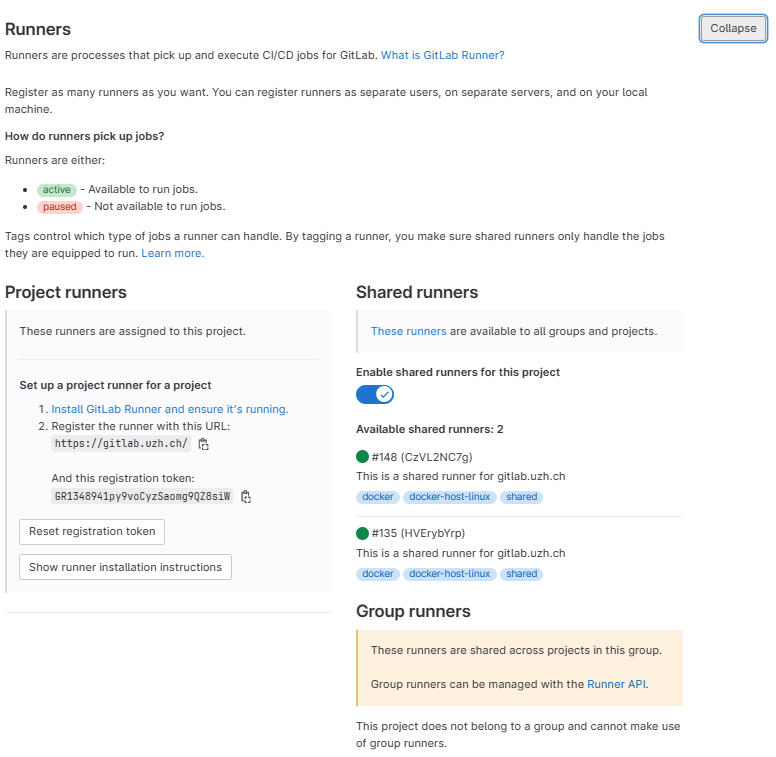 Runners
Collapse
Runners are processes that pick up and execute CI/CD jobs for GitLab. What is GitLab Runner?
Register as many runners as you want. You can register runners as separate users, on separate servers, and on your local
machine.
How do runners pick up jobs?
Runners are either:
active - Available to run jobs.
paused - Not available to run jobs.
Tags control which type of jobs a runner can handle. By tagging a runner, you make sure shared runners only handle the jobs
they are equipped to run. Learn more.
Project runners
These runners are assigned to this project.
Set up a project runner for a project
1. Install GitLab Runner and ensure it's running.
2. Register the runner with this URL:
https://gitlab.uzh.ch/
And this registration token:
GR1348941py9voCyzSaomg9QZ8siW
Reset registration token
Show runner installation instructions
Shared runners
These runners are available to all groups and projects.
Enable shared runners for this project
Available shared runners: 2
#148 (CzVL2NC7g)
This is a shared runner for gitlab.uzh.ch
docker docker-host-linux shared
#135 (HVErybYrp)
This is a shared runner for gitlab.uzh.ch
docker docker-host-linux shared
Group runners
These runners are shared across projects in this group.
Group runners can be managed with the Runner API.
This project does not belong to a group and cannot make use
of group runners.